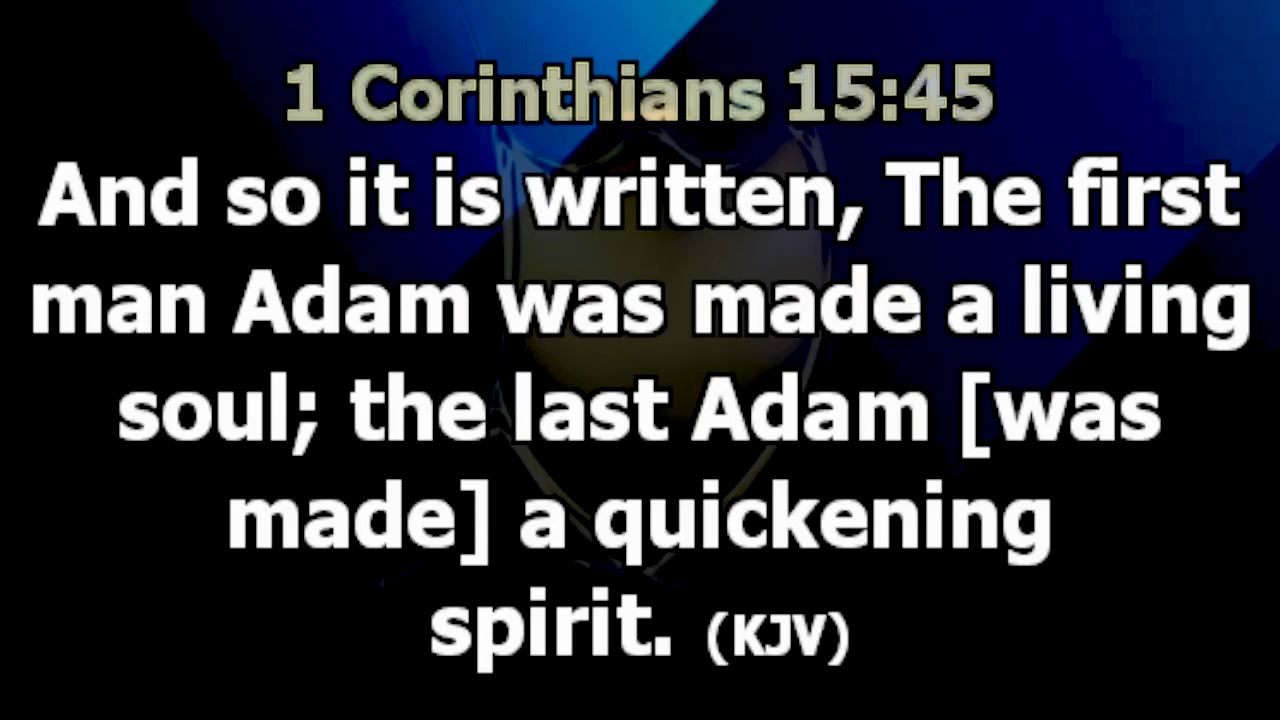 1 Corinthians 15:45
And so it is written, The first
man Adam was made a living
soul; the last Adam [was
made] a quickening
spirit. (KJV)